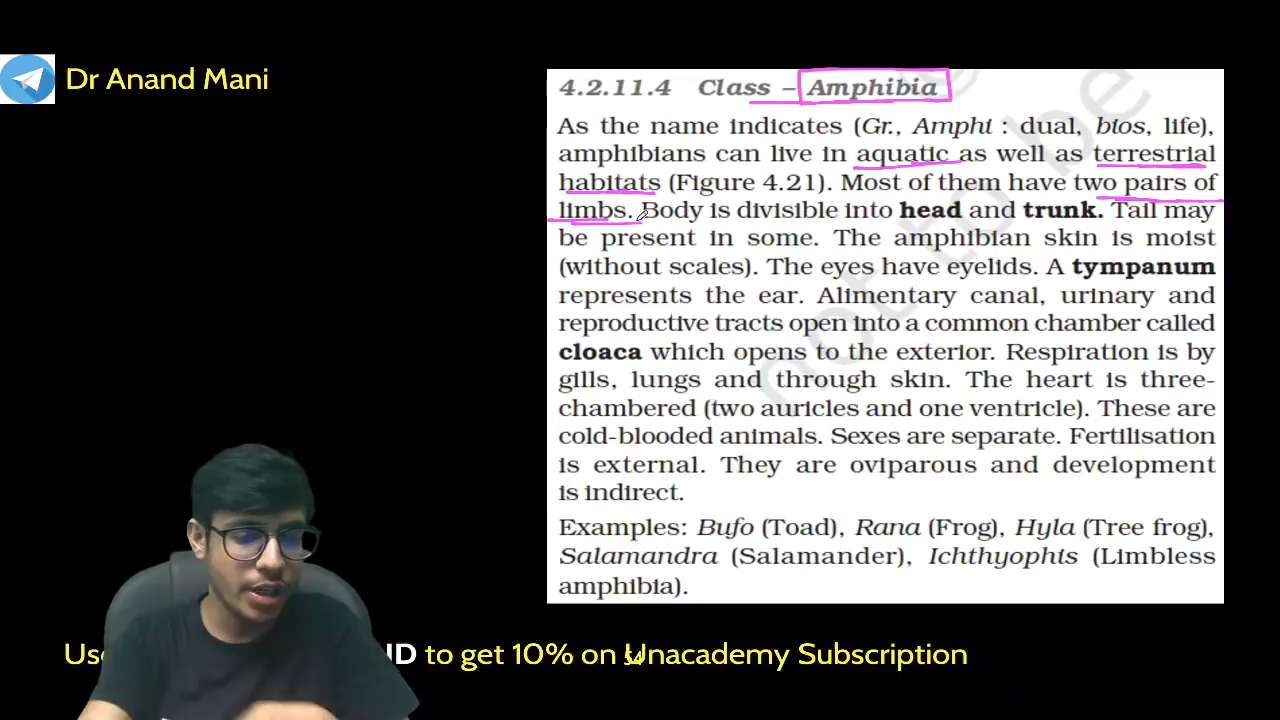 Dr Anand Mani
4.2.11.4 Class – Amphibia
As the name indicates (Gr., Amphi : dual, bios, life),
amphibians can live in aquatic as well as terrestrial
habitats (Figure 4.21). Most of them have two pairs of
limbs. Body is divisible into head and trunk. Tail may
be present in some. The amphibian skin is moist
(without scales). The eyes have eyelids. A tympanum
represents the ear. Alimentary canal, urinary and
reproductive tracts open into a common chamber called
cloaca which opens to the exterior. Respiration is by
gills, lungs and through skin. The heart is three-
chambered (two auricles and one ventricle). These are
cold-blooded animals. Sexes are separate. Fertilisation
is external. They are oviparous and development
is indirect.
Examples: Bufo (Toad), Rana (Frog), Hyla (Tree frog),
Salamandra (Salamander), Ichthyophis (Limbless
amphibia).
not to be
to get 10% on Unacademy Subscription
54